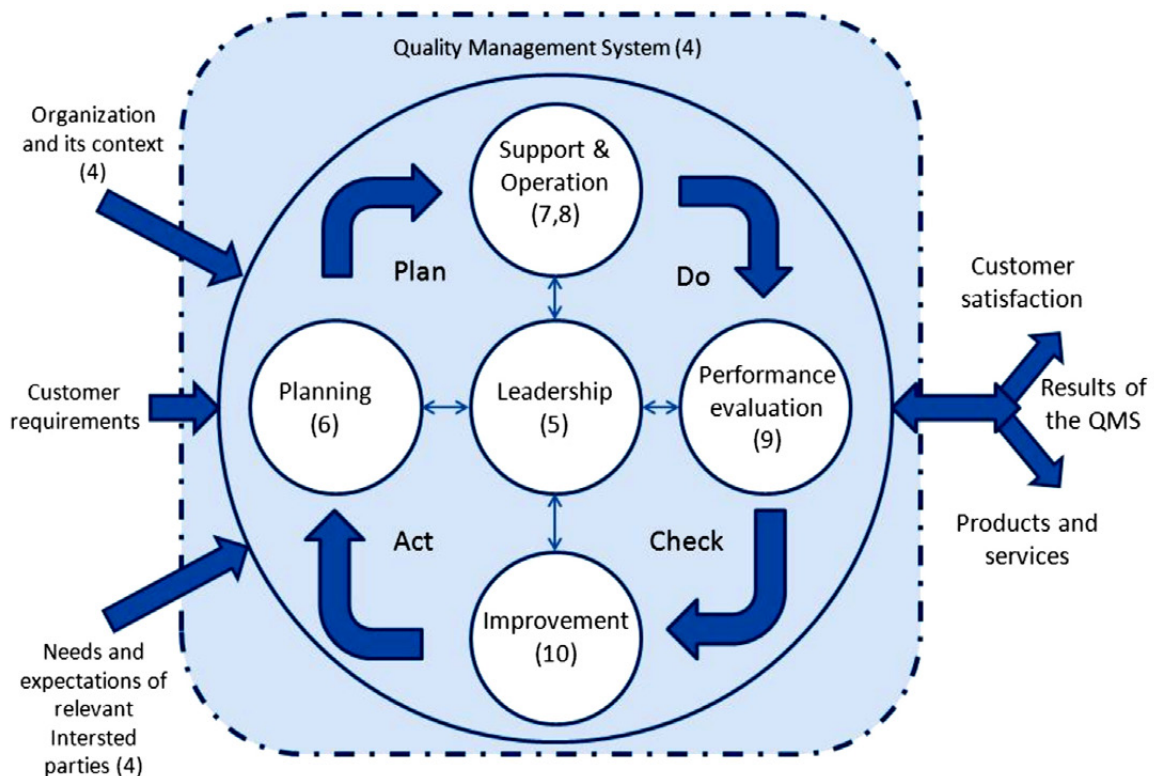 Quality Management System (4)
Organization
and its context
(4)
Support &
Operation
(7,8)
Plan
Do
Customer
satisfaction
Customer
requirements
Planning
(6)
Leadership
(5)
Performance
evaluation
(9)
Results of
the QMS
Act
Check
Products and
services
Improvement
(10)
Needs and
expectations of
relevant
Intersted
parties (4)